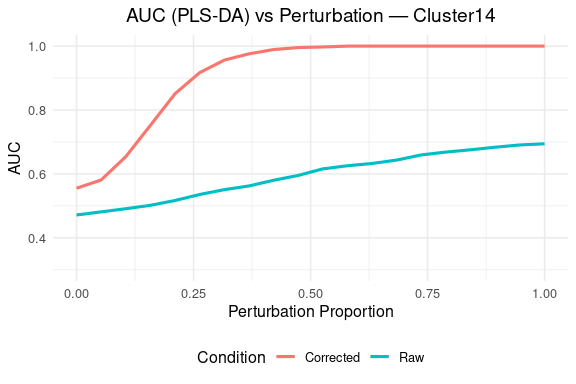 AUC (PLS-DA) vs Perturbation — Cluster14
1.0
0.8
0.6
0.4
AUC
0.00 0.25 0.50 0.75 1.00
Perturbation Proportion
Condition Corrected Raw